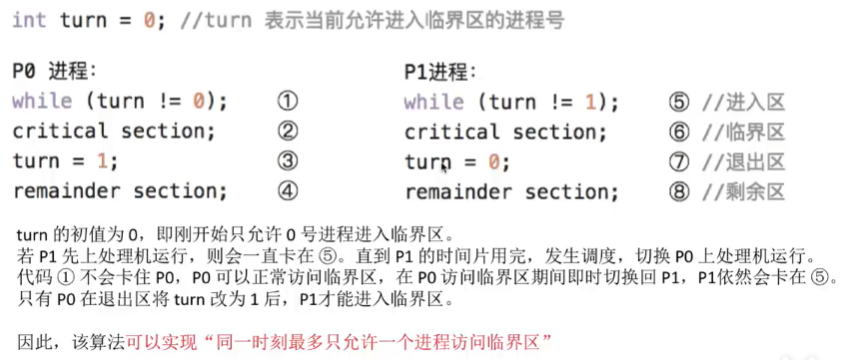 int turn = 0; //turn 表示当前允许进入临界区的进程号
P0 进程：
while (turn != 0); ①
critical section; ②
turn = 1; ③
remainder section; ④
P1进程：
while (turn != 1); ⑤ //进入区
critical section; ⑥ //临界区
turn = 0; ⑦ //退出区
remainder section; ⑧ //剩余区
turn 的初值为 0，即刚开始只允许 0 号进程进入临界区。
若 P1 先上处理机运行，则会一直卡在 ⑤。直到 P1 的时间片用完，发生调度，切换 P0 上处理机运行。
代码 ① 不会卡住 P0，P0 可以正常访问临界区，在 P0 访问临界区期间即时切换回 P1，P1依然会卡在 ⑤。
只有 P0 在退出区将 turn 改为 1 后，P1才能进入临界区。
因此，该算法可以实现“同一时刻最多只允许一个进程访问临界区”